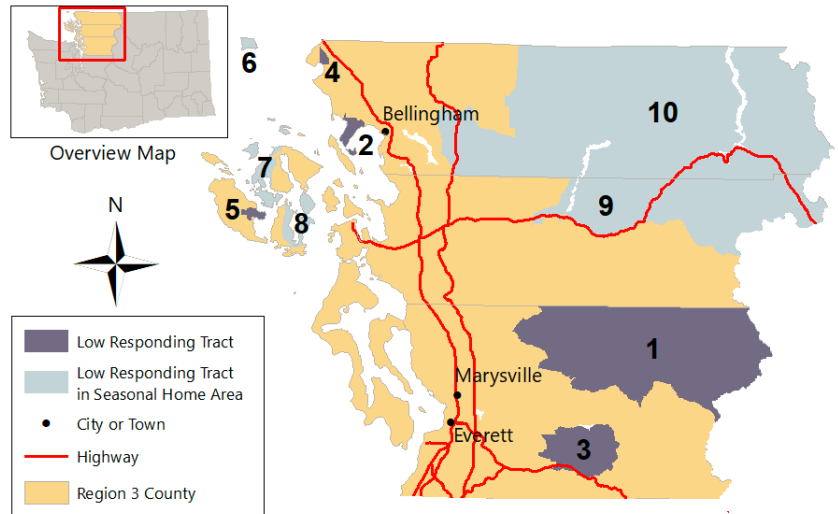 Overview Map
N
Low Responding Tract
Low Responding Tract
in Seasonal Home Area
City or Town
Highway
Region 3 County
6
4
Bellingham
2
10
7
5
8
9
1
Marysville
Everett
3